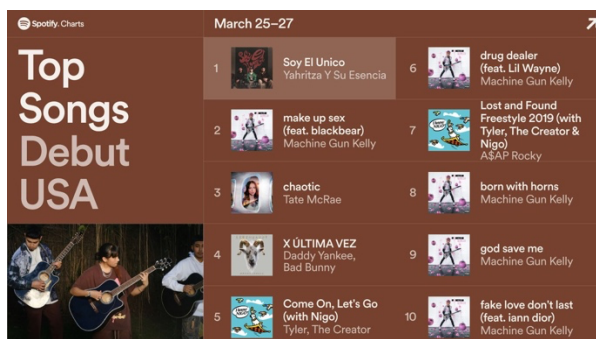 Spotify. Charts
March 25–27
Top
Songs
Debut
USA
1
Soy El Unico
Yahritza Y Su Esencia
2
make up sex
(feat. blackbear)
Machine Gun Kelly
3
chaotic
Tate McRae
4
X ÚLTIMA VEZ
Daddy Yankee,
Bad Bunny
5
Come On, Let's Go
(with Nigo)
Tyler, The Creator
6
drug dealer
(feat. Lil Wayne)
Machine Gun Kelly
7
Lost and Found
Freestyle 2019 (with
Tyler, The Creator &
Nigo)
A$AP Rocky
8
born with horns
Machine Gun Kelly
9
god save me
Machine Gun Kelly
10
fake love don't last
(feat. iann dior)
Machine Gun Kelly